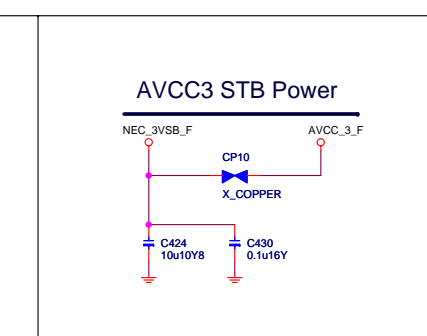 AVCC3 STB Power
NEC_3VSB_F
AVCC_3_F
CP10
X_COPPER
C424
10u10Y8
C430
0.1u16Y